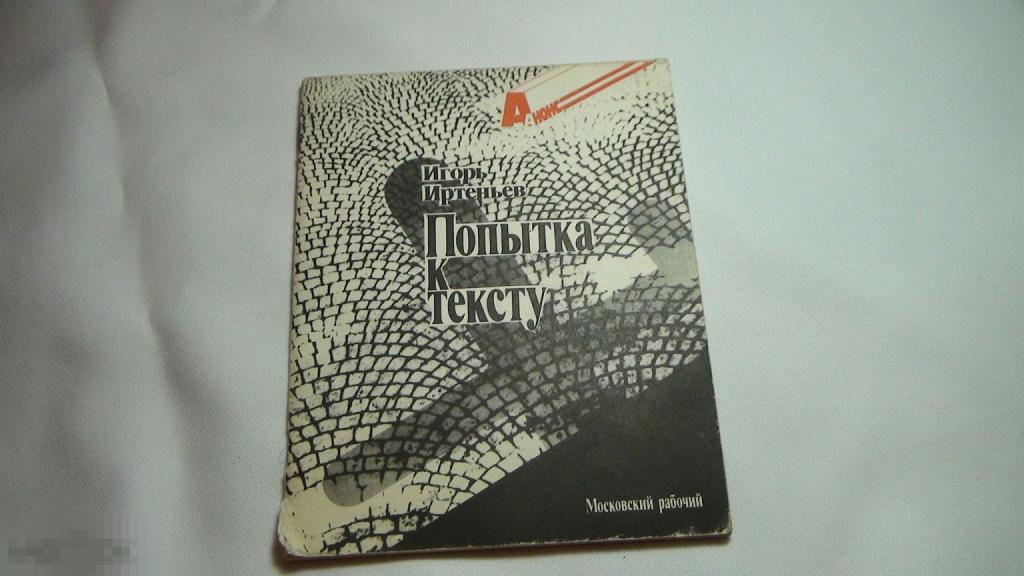 Анонс
Игорь
Иртеньев
Попытка
к
тексту
Московский рабочий